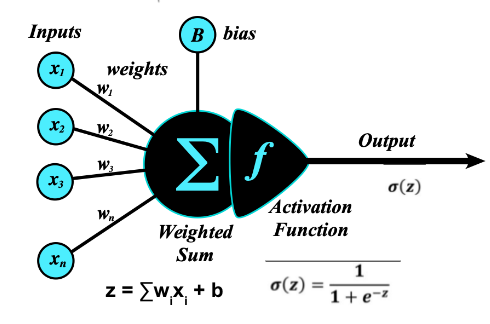 Inputs
B bias
x1
weights
w1
x2
w2
x3
w3
Σ f
Output
σ(z)
wn
xn
Weighted
Sum
Activation
Function
z = ∑wixi + b
σ(z) = 1 / 1 + e^-z